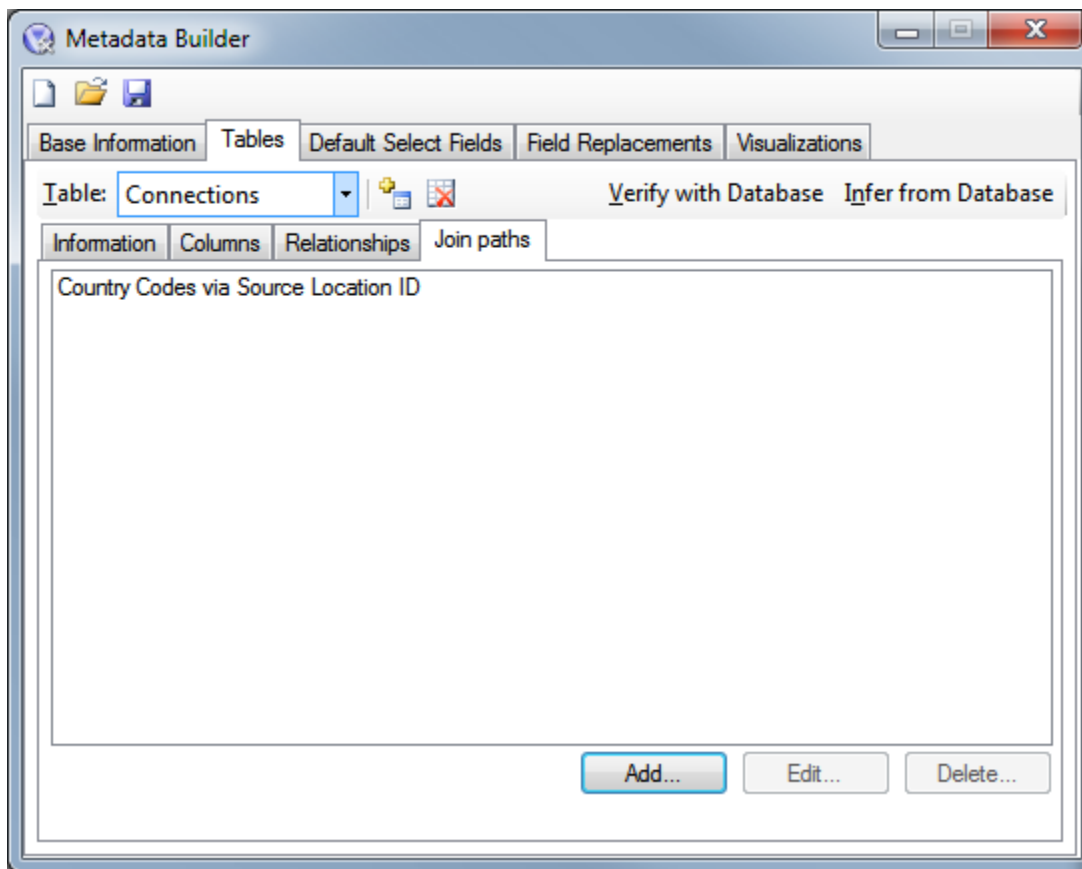 Metadata Builder
Base Information Tables Default Select Fields Field Replacements Visualizations
Table: Connections Verify with Database Infer from Database
Information Columns Relationships Join paths
Country Codes via Source Location ID
Add... Edit... Delete...